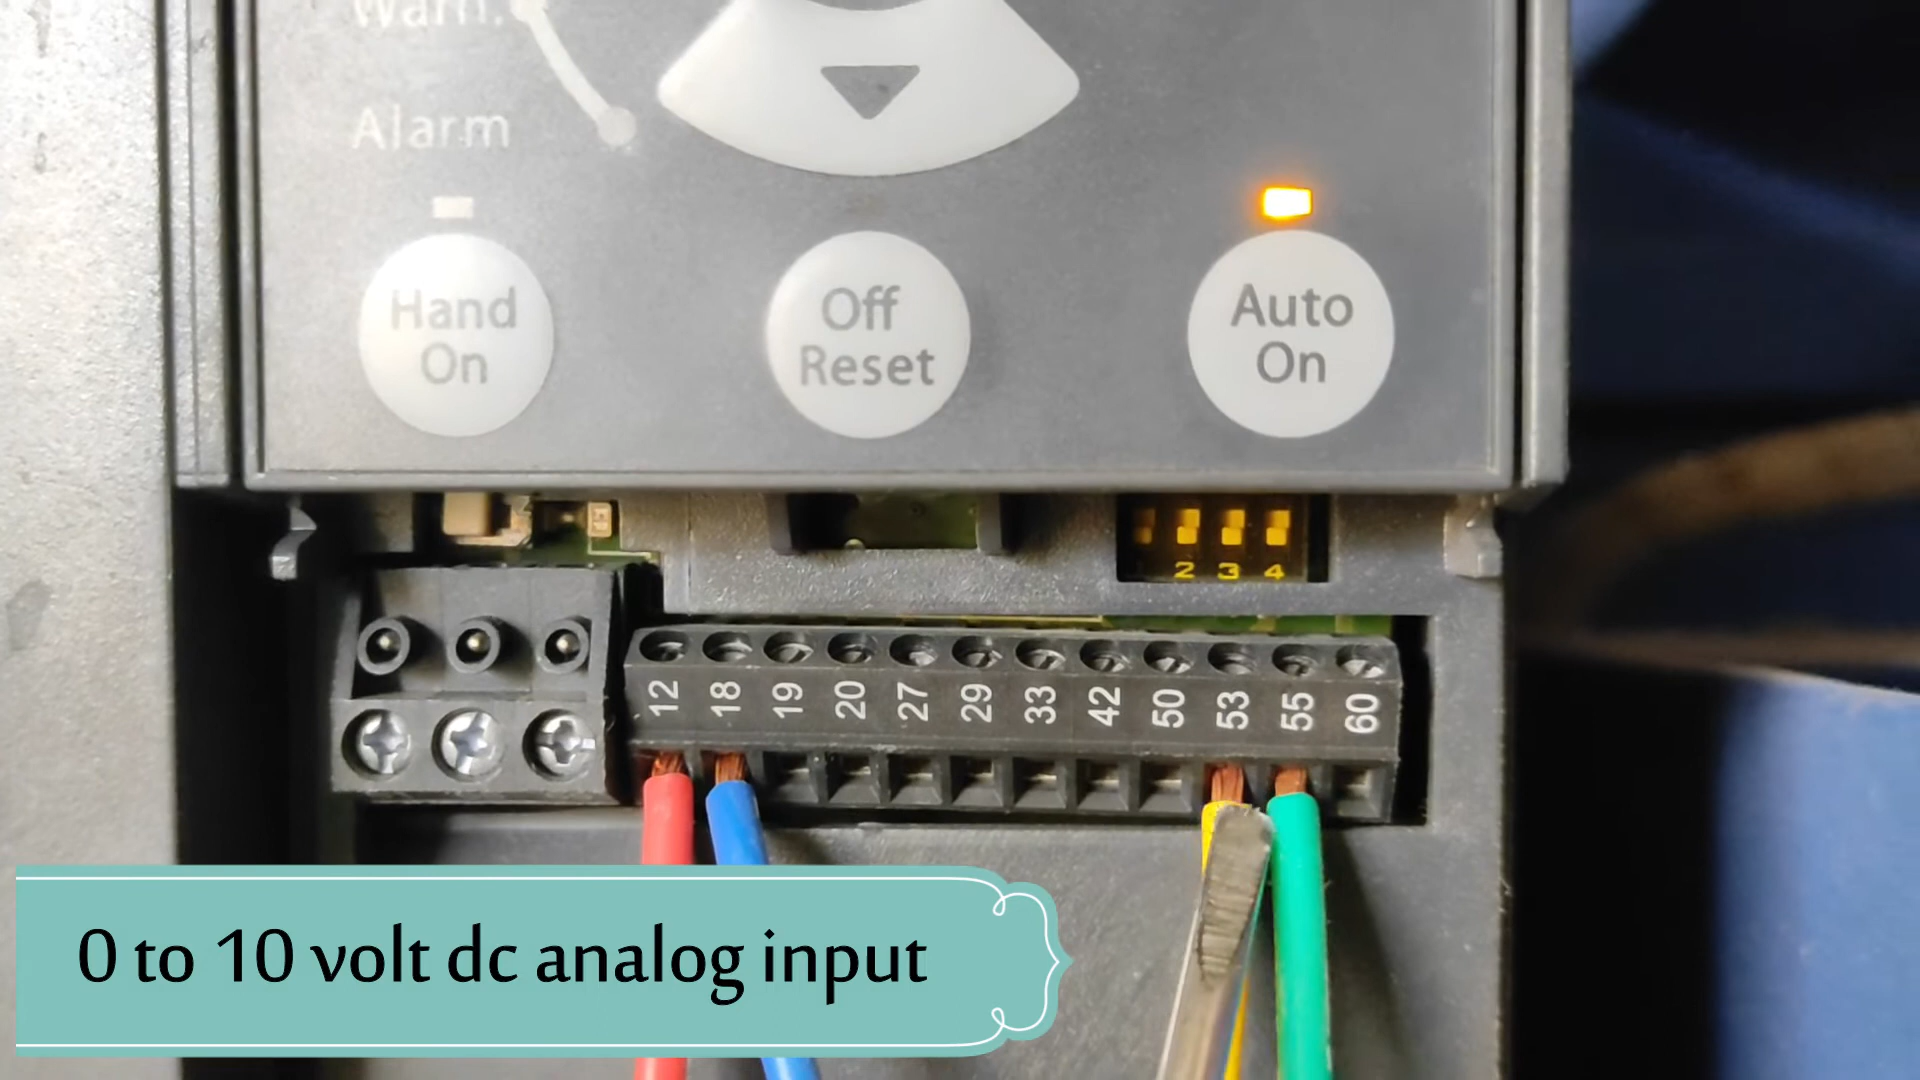 Warn.
Alarm
Hand
On
Off
Reset
Auto
On
2 3 4
12 18 19 20 27 29 33 42 50 53 55 60
0 to 10 volt dc analog input